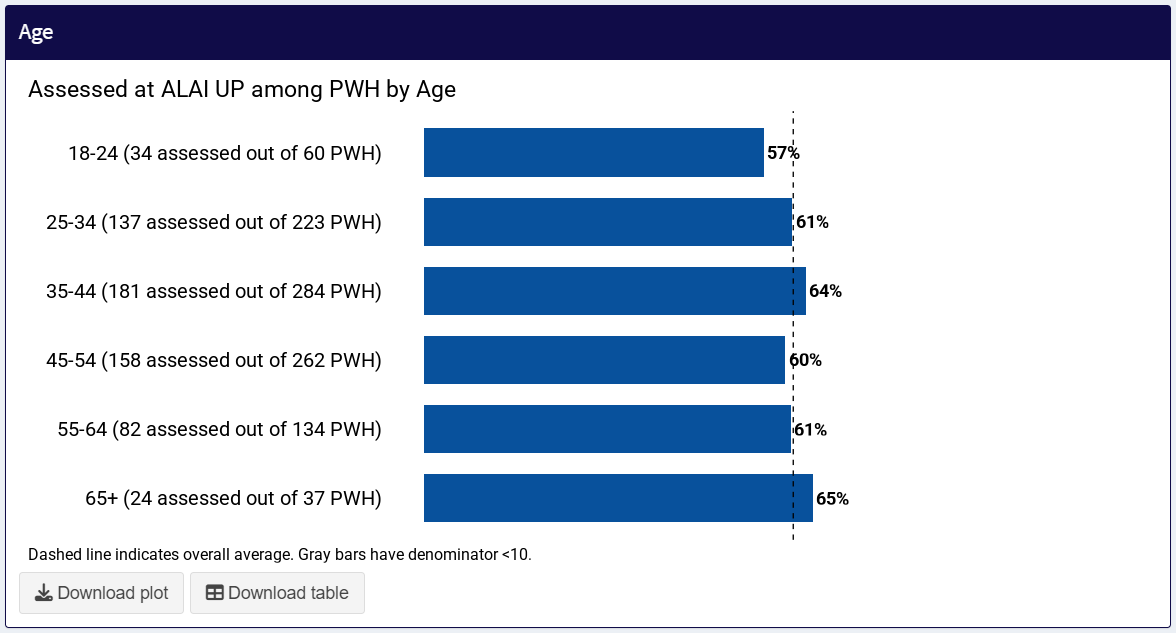 Age
Assessed at ALAI UP among PWH by Age
18-24 (34 assessed out of 60 PWH) 57%
25-34 (137 assessed out of 223 PWH) 61%
35-44 (181 assessed out of 284 PWH) 64%
45-54 (158 assessed out of 262 PWH) 60%
55-64 (82 assessed out of 134 PWH) 61%
65+ (24 assessed out of 37 PWH) 65%
Dashed line indicates overall average. Gray bars have denominator <10.
Download plot Download table